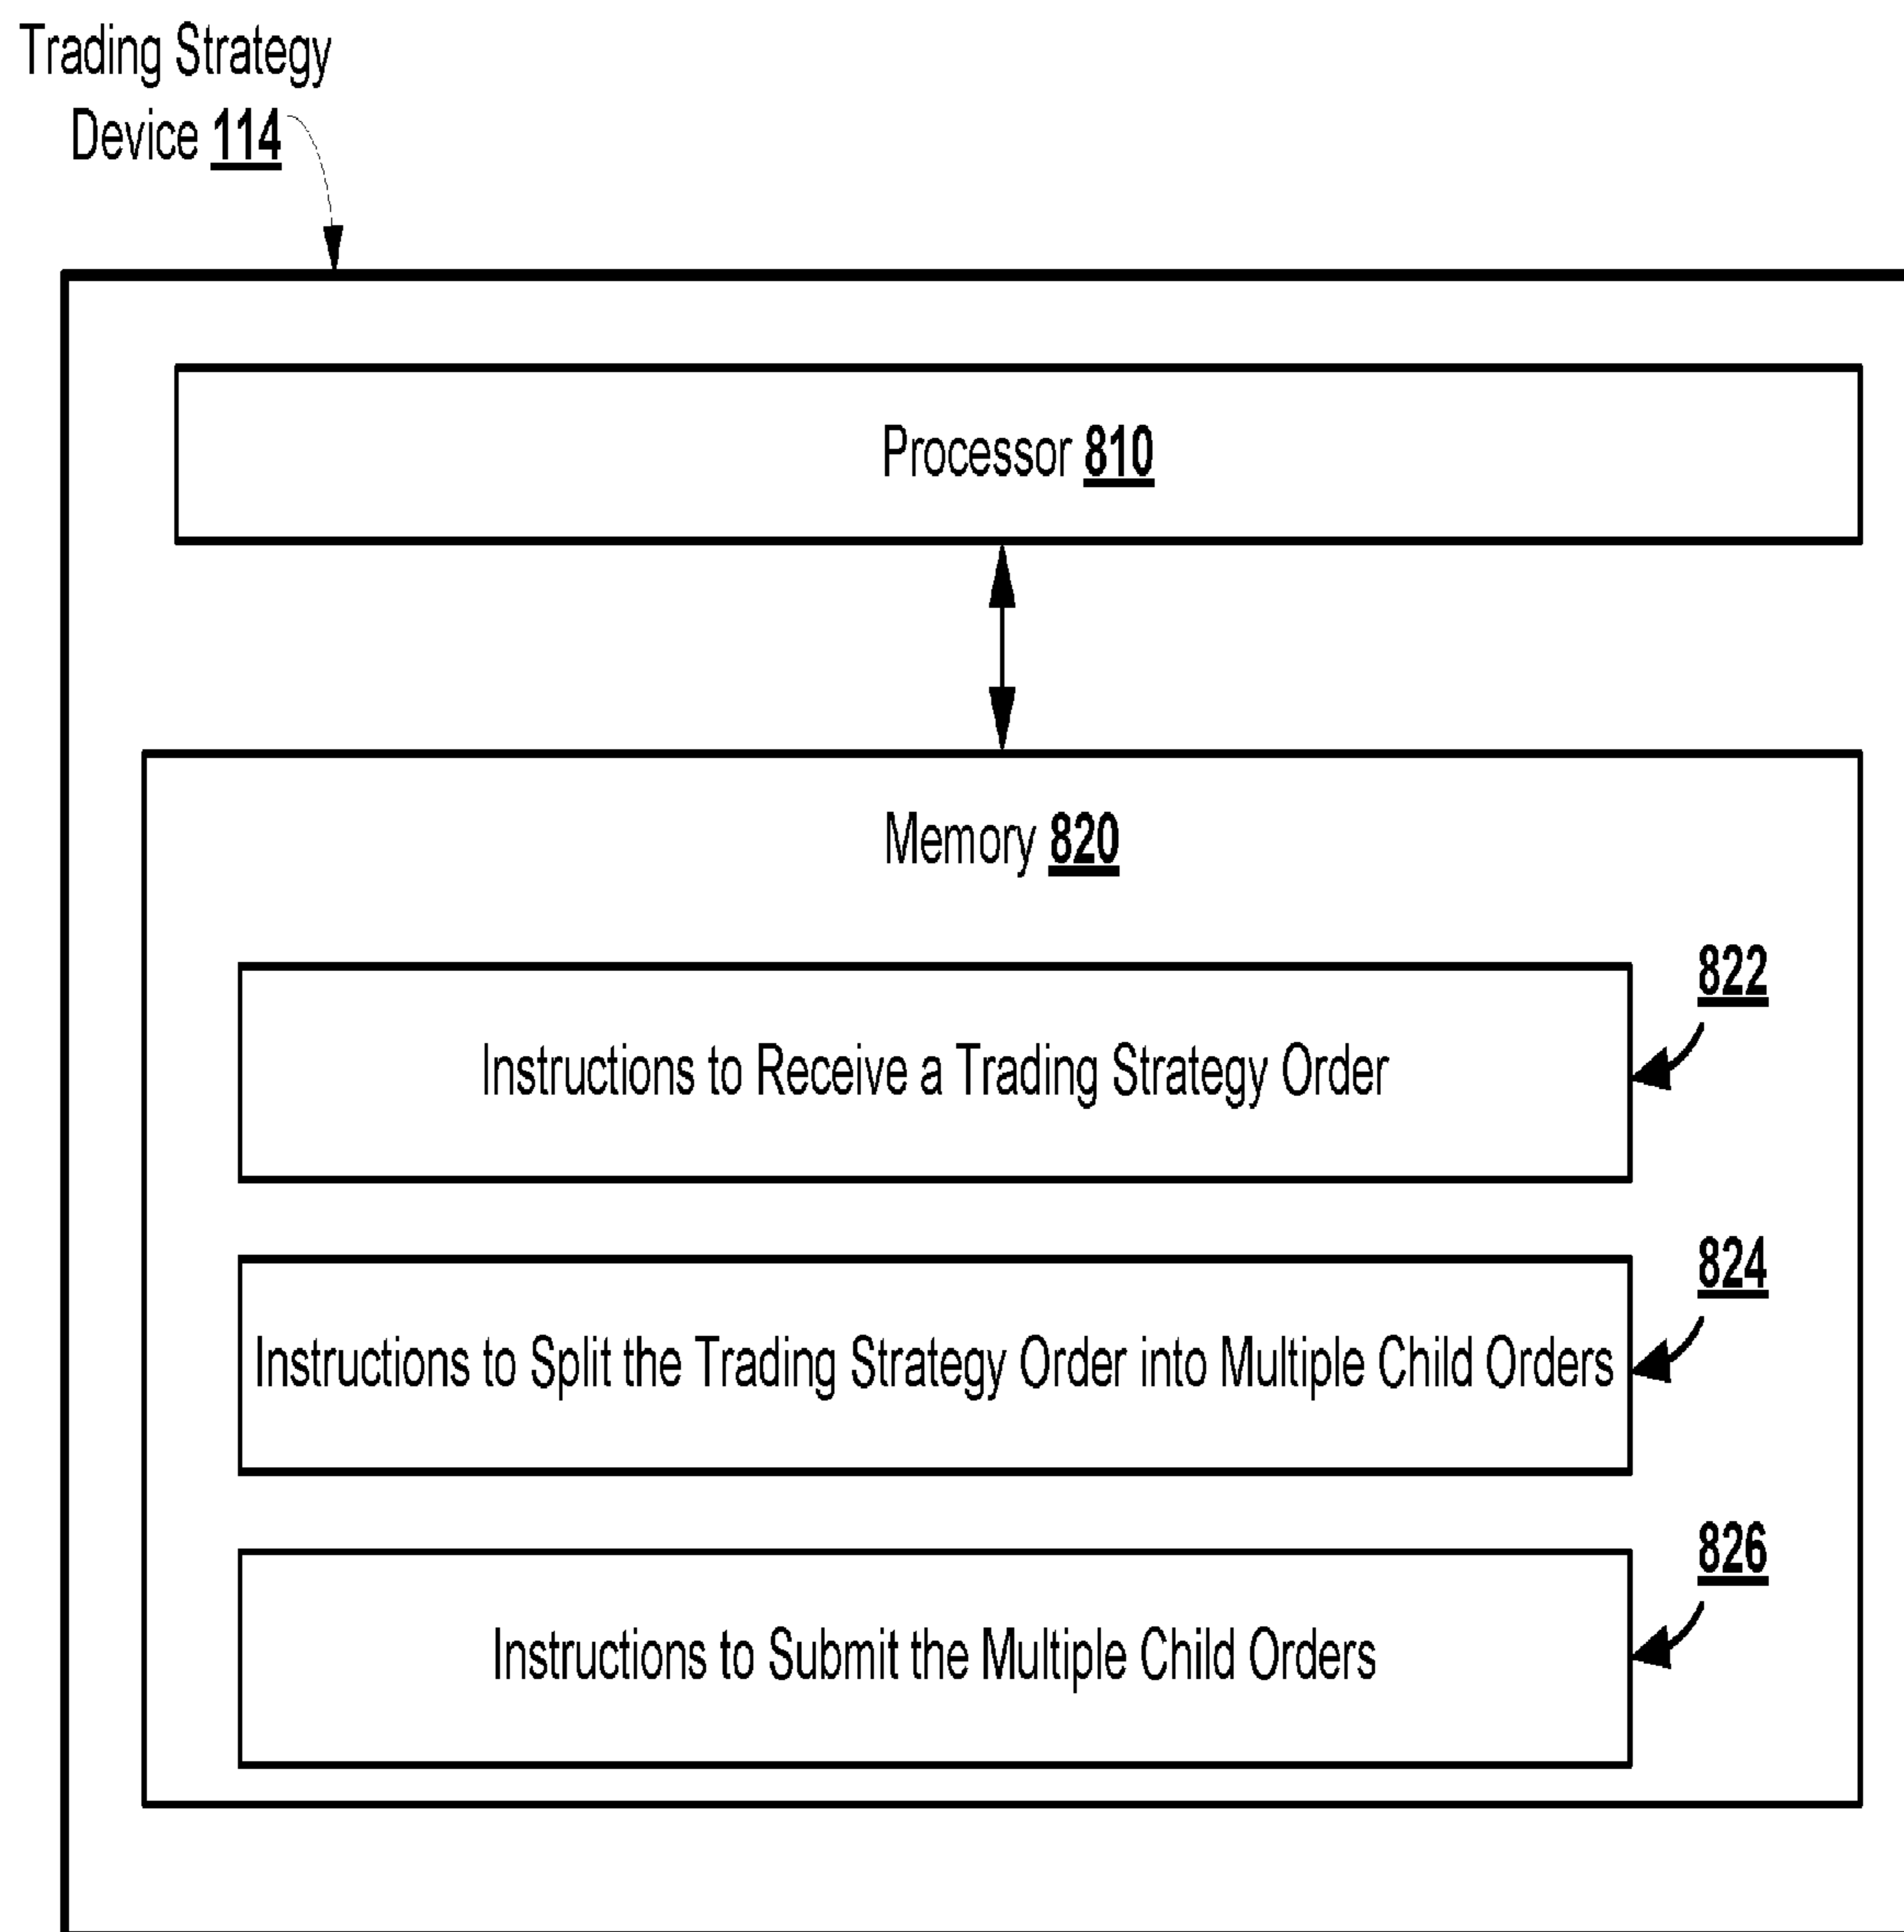 Trading Strategy
Device 114
Processor 810
Memory 820
822
Instructions to Receive a Trading Strategy Order
824
Instructions to Split the Trading Strategy Order into Multiple Child Orders
826
Instructions to Submit the Multiple Child Orders